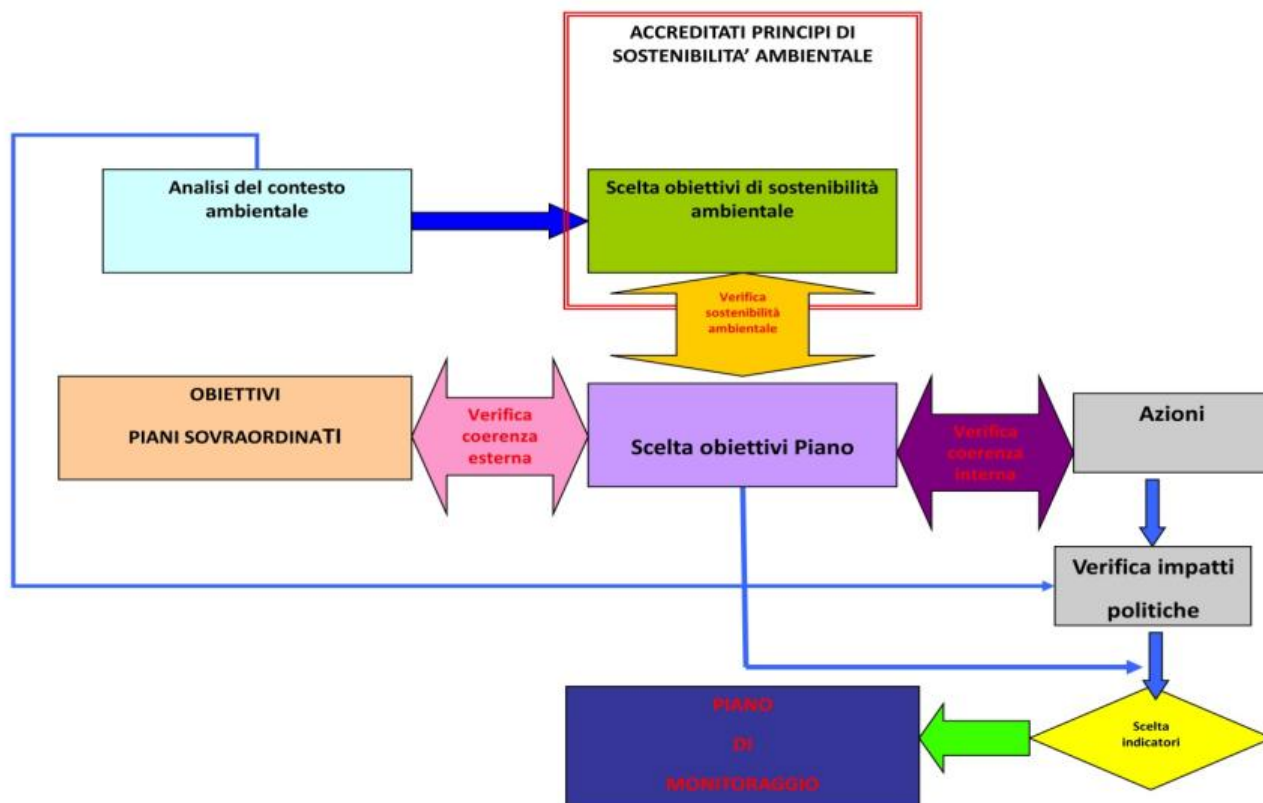 ACCREDITATI PRINCIPI DI
SOSTENIBILITA’ AMBIENTALE
Analisi del contesto
ambientale
Scelta obiettivi di sostenibilità
ambientale
Verifica
sostenibilità
ambientale
OBIETTIVI
PIANI SOVRAORDINATI
Verifica
coerenza
esterna
Scelta obiettivi Piano
Verifica
coerenza
interna
Azioni
Verifica impatti
politiche
PIANO
DI
MONITORAGGIO
Scelta
indicatori